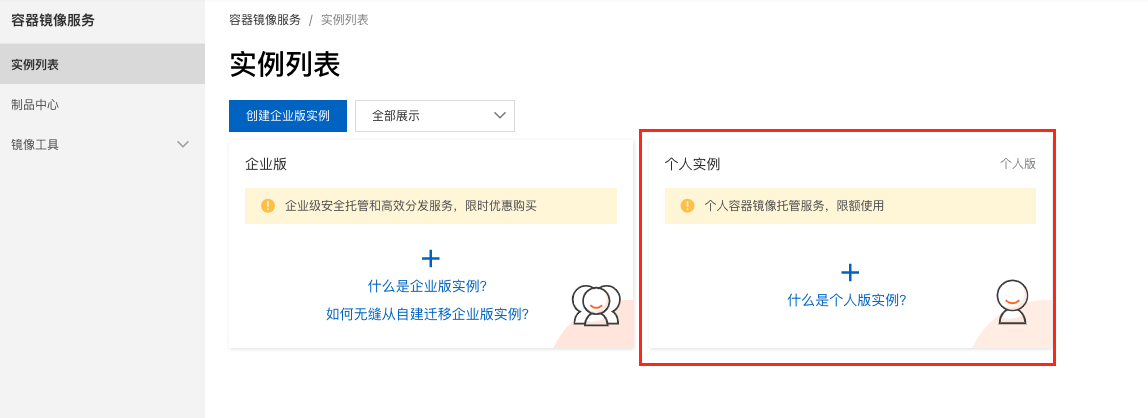 容器镜像服务
实例列表
制品中心
镜像工具
容器镜像服务 / 实例列表
实例列表
创建企业版实例
全部展示
企业版
企业级安全托管和高效分发服务，限时优惠购买
什么是企业版实例?
如何无缝从自建迁移企业版实例?
个人实例
个人版
个人容器镜像托管服务，限额使用
什么是个人版实例?